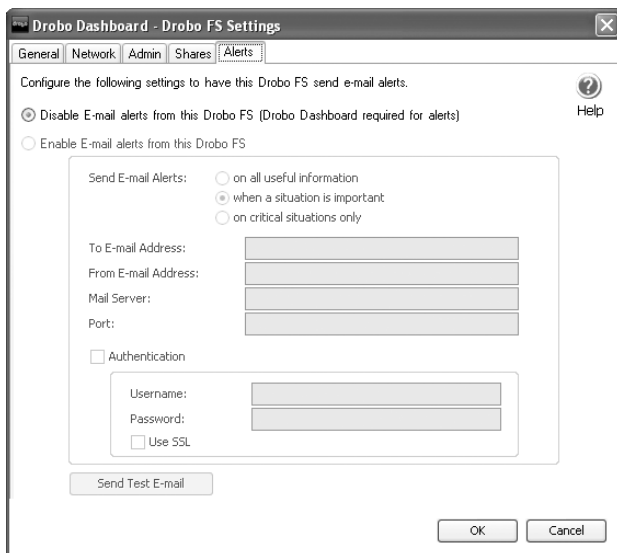 Drobo Dashboard - Drobo FS Settings
General Network Admin Shares Alerts
Configure the following settings to have this Drobo FS send e-mail alerts.
Help
Disable E-mail alerts from this Drobo FS (Drobo Dashboard required for alerts)
Enable E-mail alerts from this Drobo FS
Send E-mail Alerts: on all useful information
when a situation is important
on critical situations only
To E-mail Address:
From E-mail Address:
Mail Server:
Port:
Authentication
Username:
Password:
Use SSL
Send Test E-mail
OK Cancel